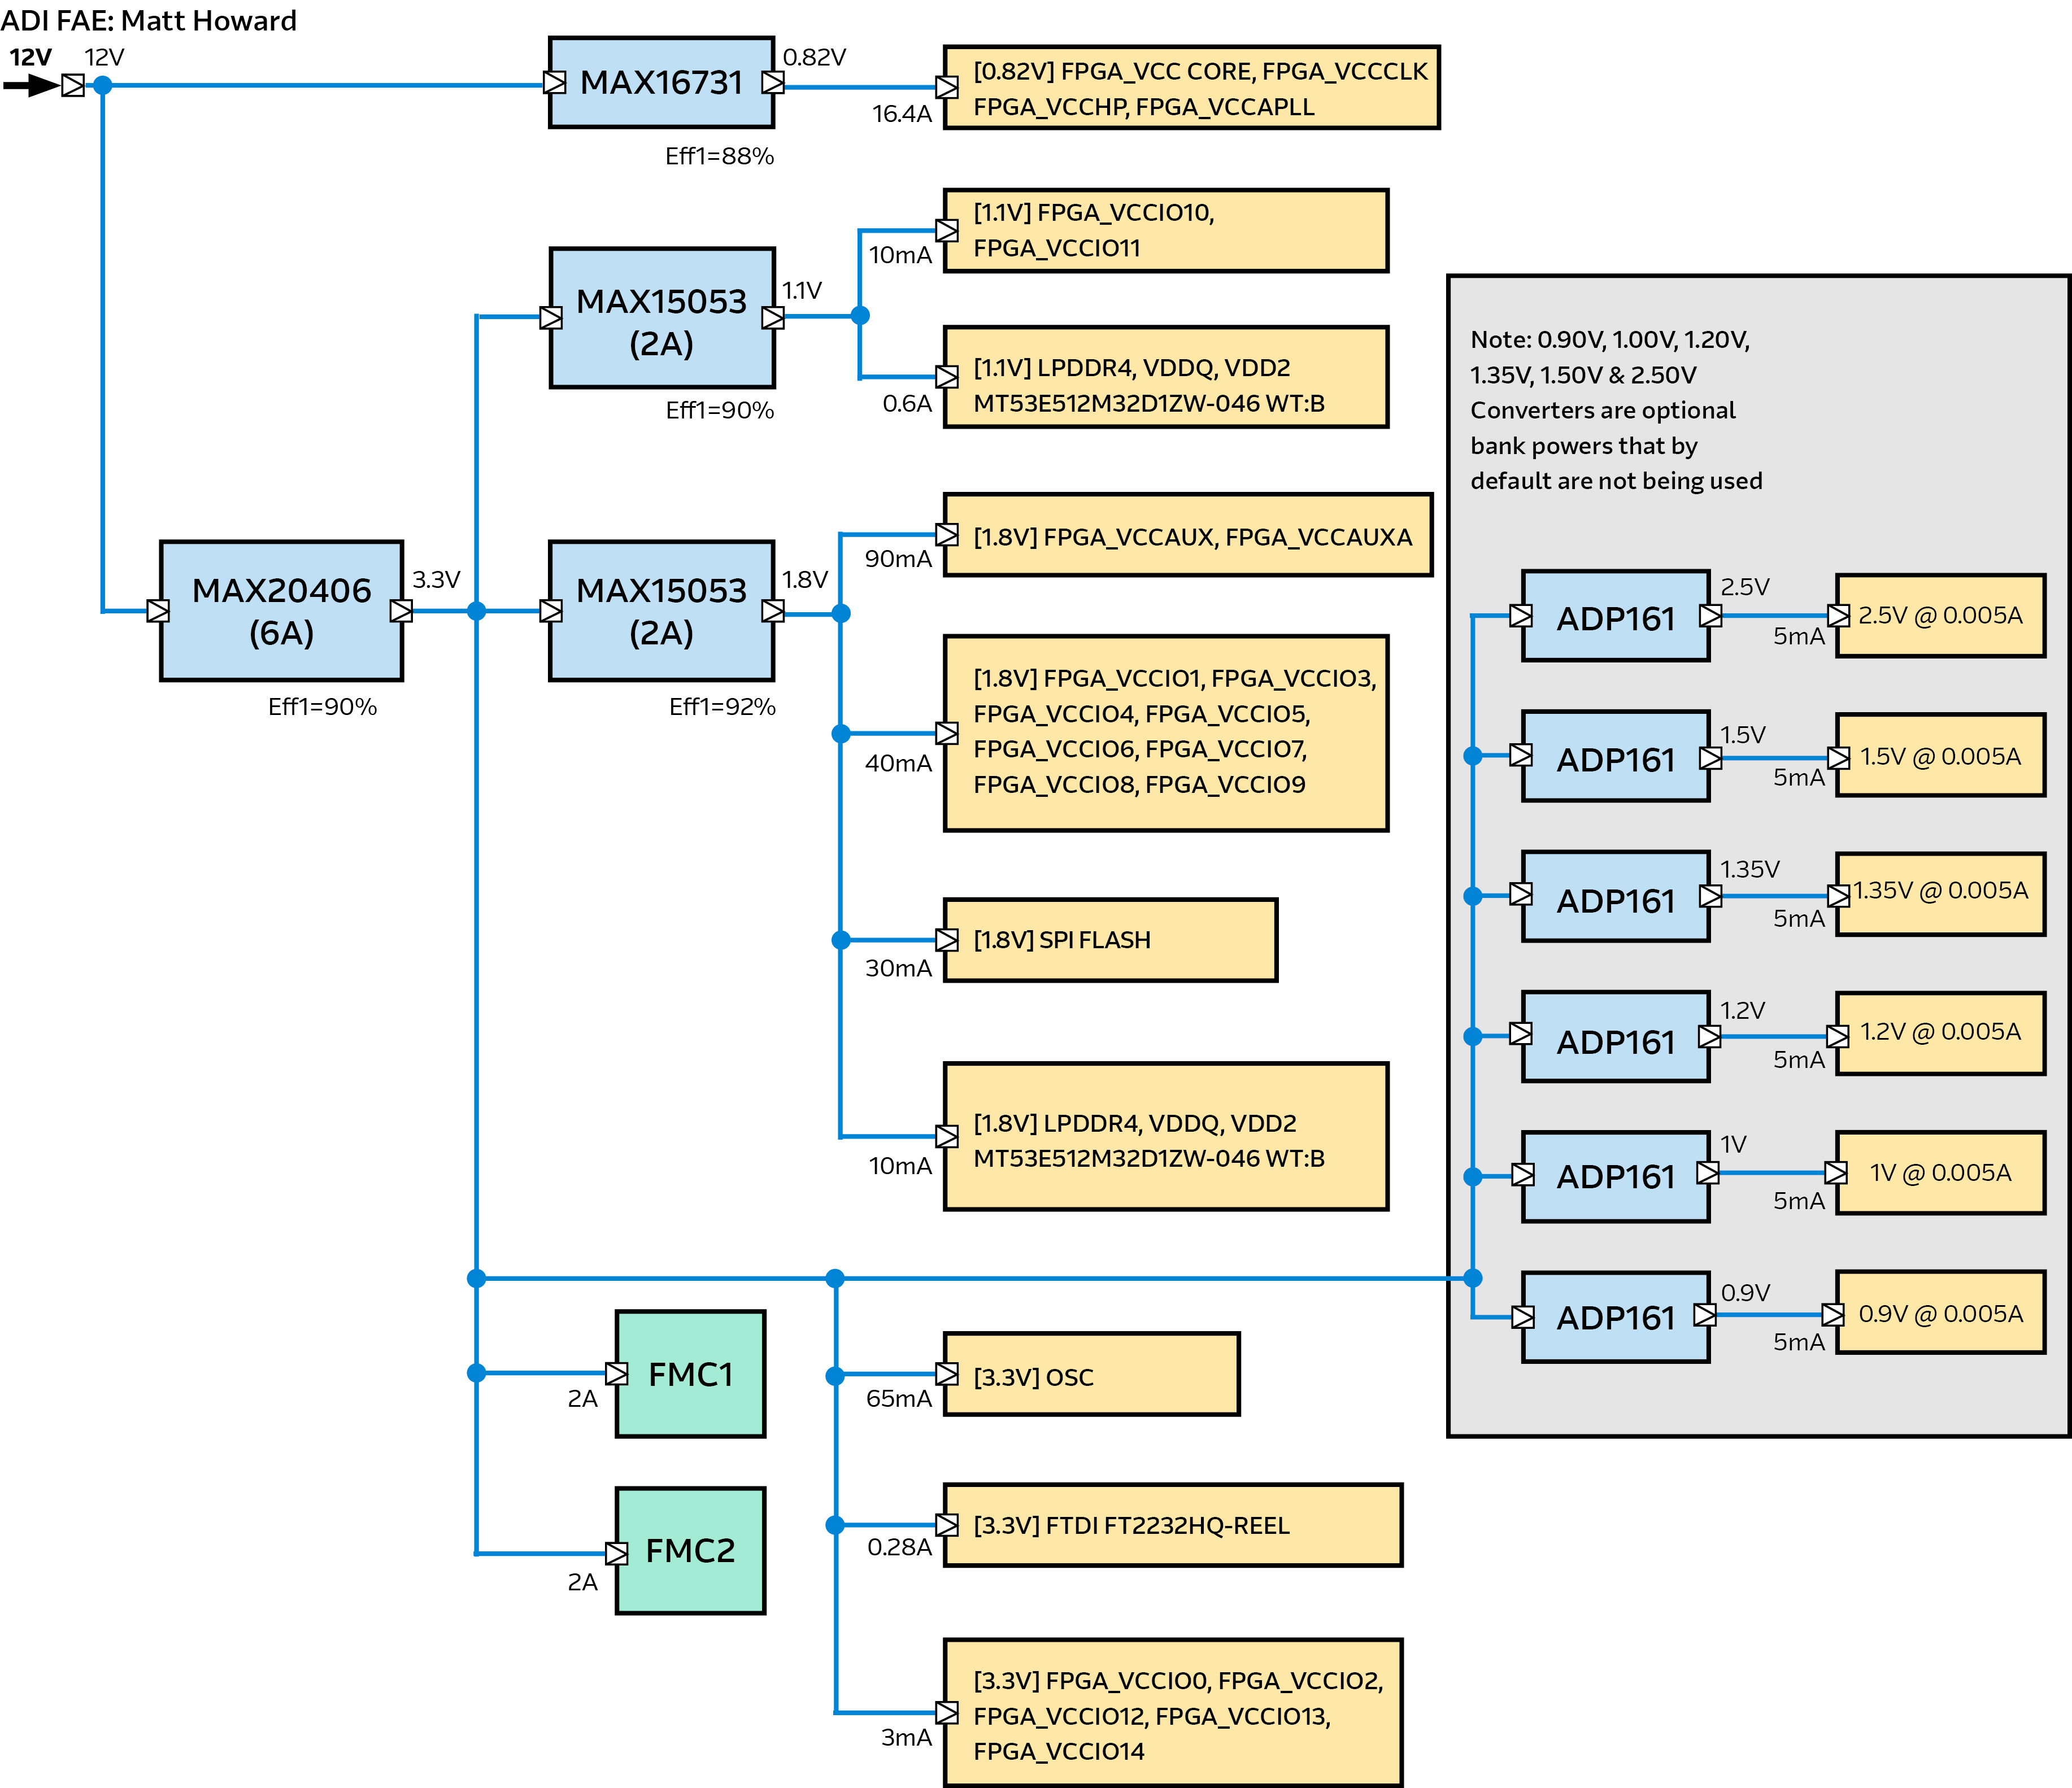 ADI FAE: Matt Howard
12V
12V
MAX16731
0.82V
16.4A
Eff1=88%
[0.82V] FPGA_VCC CORE, FPGA_VCCCLK
FPGA_VCCHP, FPGA_VCCAPLL
MAX15053
(2A)
1.1V
Eff1=90%
10mA
[1.1V] FPGA_VCCIO10,
FPGA_VCCIO11
0.6A
[1.1V] LPDDR4, VDDQ, VDD2
MT53E512M32D1ZW-046 WT:B
MAX20406
(6A)
3.3V
Eff1=90%
MAX15053
(2A)
1.8V
Eff1=92%
90mA
[1.8V] FPGA_VCCAUX, FPGA_VCCAUXA
40mA
[1.8V] FPGA_VCCIO1, FPGA_VCCIO3,
FPGA_VCCIO4, FPGA_VCCIO5,
FPGA_VCCIO6, FPGA_VCCIO7,
FPGA_VCCIO8, FPGA_VCCIO9
30mA
[1.8V] SPI FLASH
10mA
[1.8V] LPDDR4, VDDQ, VDD2
MT53E512M32D1ZW-046 WT:B
FMC1
2A
FMC2
2A
65mA
[3.3V] OSC
0.28A
[3.3V] FTDI FT2232HQ-REEL
3mA
[3.3V] FPGA_VCCIO0, FPGA_VCCIO2,
FPGA_VCCIO12, FPGA_VCCIO13,
FPGA_VCCIO14
Note: 0.90V, 1.00V, 1.20V,
1.35V, 1.50V & 2.50V
Converters are optional
bank powers that by
default are not being used
ADP161
2.5V
5mA
2.5V @ 0.005A
ADP161
1.5V
5mA
1.5V @ 0.005A
ADP161
1.35V
5mA
1.35V @ 0.005A
ADP161
1.2V
5mA
1.2V @ 0.005A
ADP161
1V
5mA
1V @ 0.005A
ADP161
0.9V
5mA
0.9V @ 0.005A